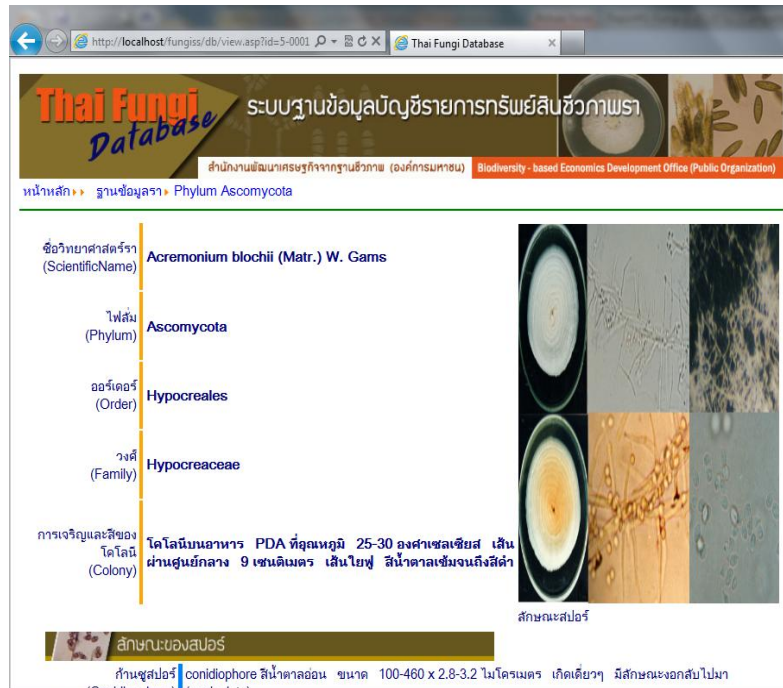 http://localhost/fungiss/db/view.asp?id=5-0001
Thai Fungi Database
Thai Fungi
Database
ระบบฐานข้อมูลบัญชีรายการทรัพย์สินชีวภาพรา
สำนักงานพัฒนาเศรษฐกิจจากฐานชีวภาพ (องค์การมหาชน) Biodiversity - based Economics Development Office (Public Organization)
หน้าหลัก ฐานข้อมูลรา Phylum Ascomycota
ชื่อวิทยาศาสตร์รา
(ScientificName)
Acremonium blochii (Matr.) W. Gams
ไฟลั่ม
(Phylum)
Ascomycota
ออร์เดอร์
(Order)
Hypocreales
วงศ์
(Family)
Hypocreaceae
การเจริญและสีของ
โคโลนี
(Colony)
โคโลนีบนอาหาร PDA ที่อุณหภูมิ 25-30 องศาเซลเซียส เส้น
ผ่านศูนย์กลาง 9 เซนติเมตร เส้นใยฟู สีน้ำตาลเข้มจนถึงสีดำ
ลักษณะสปอร์
ลักษณะของสปอร์
ก้านชูสปอร์ conidiophore สีน้ำตาลอ่อน ขนาด 100-460 x 2.8-3.2 ไมโครเมตร เกิดเดี่ยวๆ มีลักษณะงอกลับไปมา